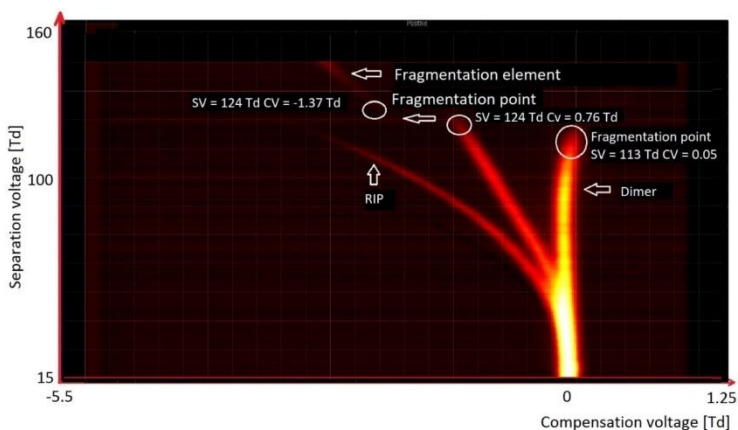 Positive
160
Fragmentation element
SV = 124 Td CV = -1.37 Td
Fragmentation point
SV = 124 Td Cv = 0.76 Td
Fragmentation point
SV = 113 Td CV = 0.05
100
Dimer
RIP
Separation voltage [Td]
15
-5.5
0
1.25
Compensation voltage [Td]